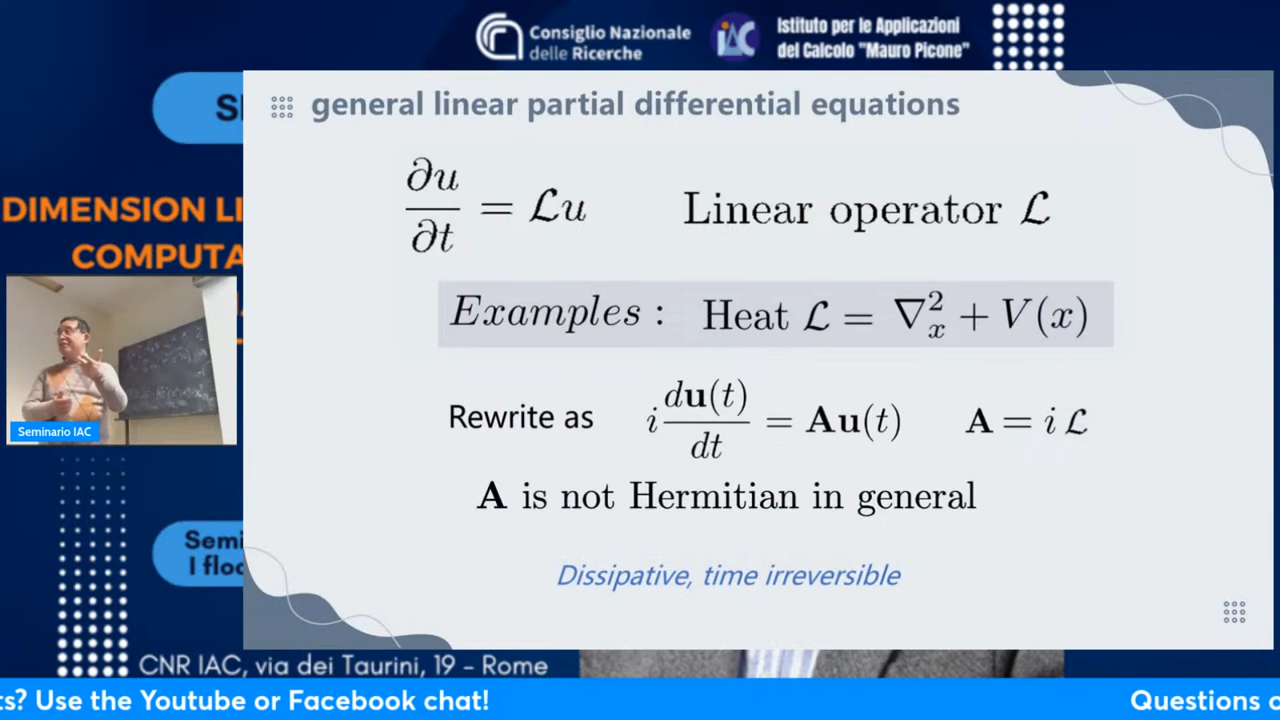 Consiglio Nazionale
delle Ricerche
IAC
Istituto per le Applicazioni
del Calcolo "Mauro Picone"
general linear partial differential equations
∂u/∂t = ℒu    Linear operator ℒ
Examples : Heat ℒ = ∇²ₓ + V(x)
Rewrite as i du(t)/dt = Au(t)    A = i ℒ
A is not Hermitian in general
Dissipative, time irreversible
DIMENSION LI
COMPUTA
Seminario IAC
Semi
I floo
CNR IAC, via dei Taurini, 19 – Rome
ts? Use the Youtube or Facebook chat!
Questions o